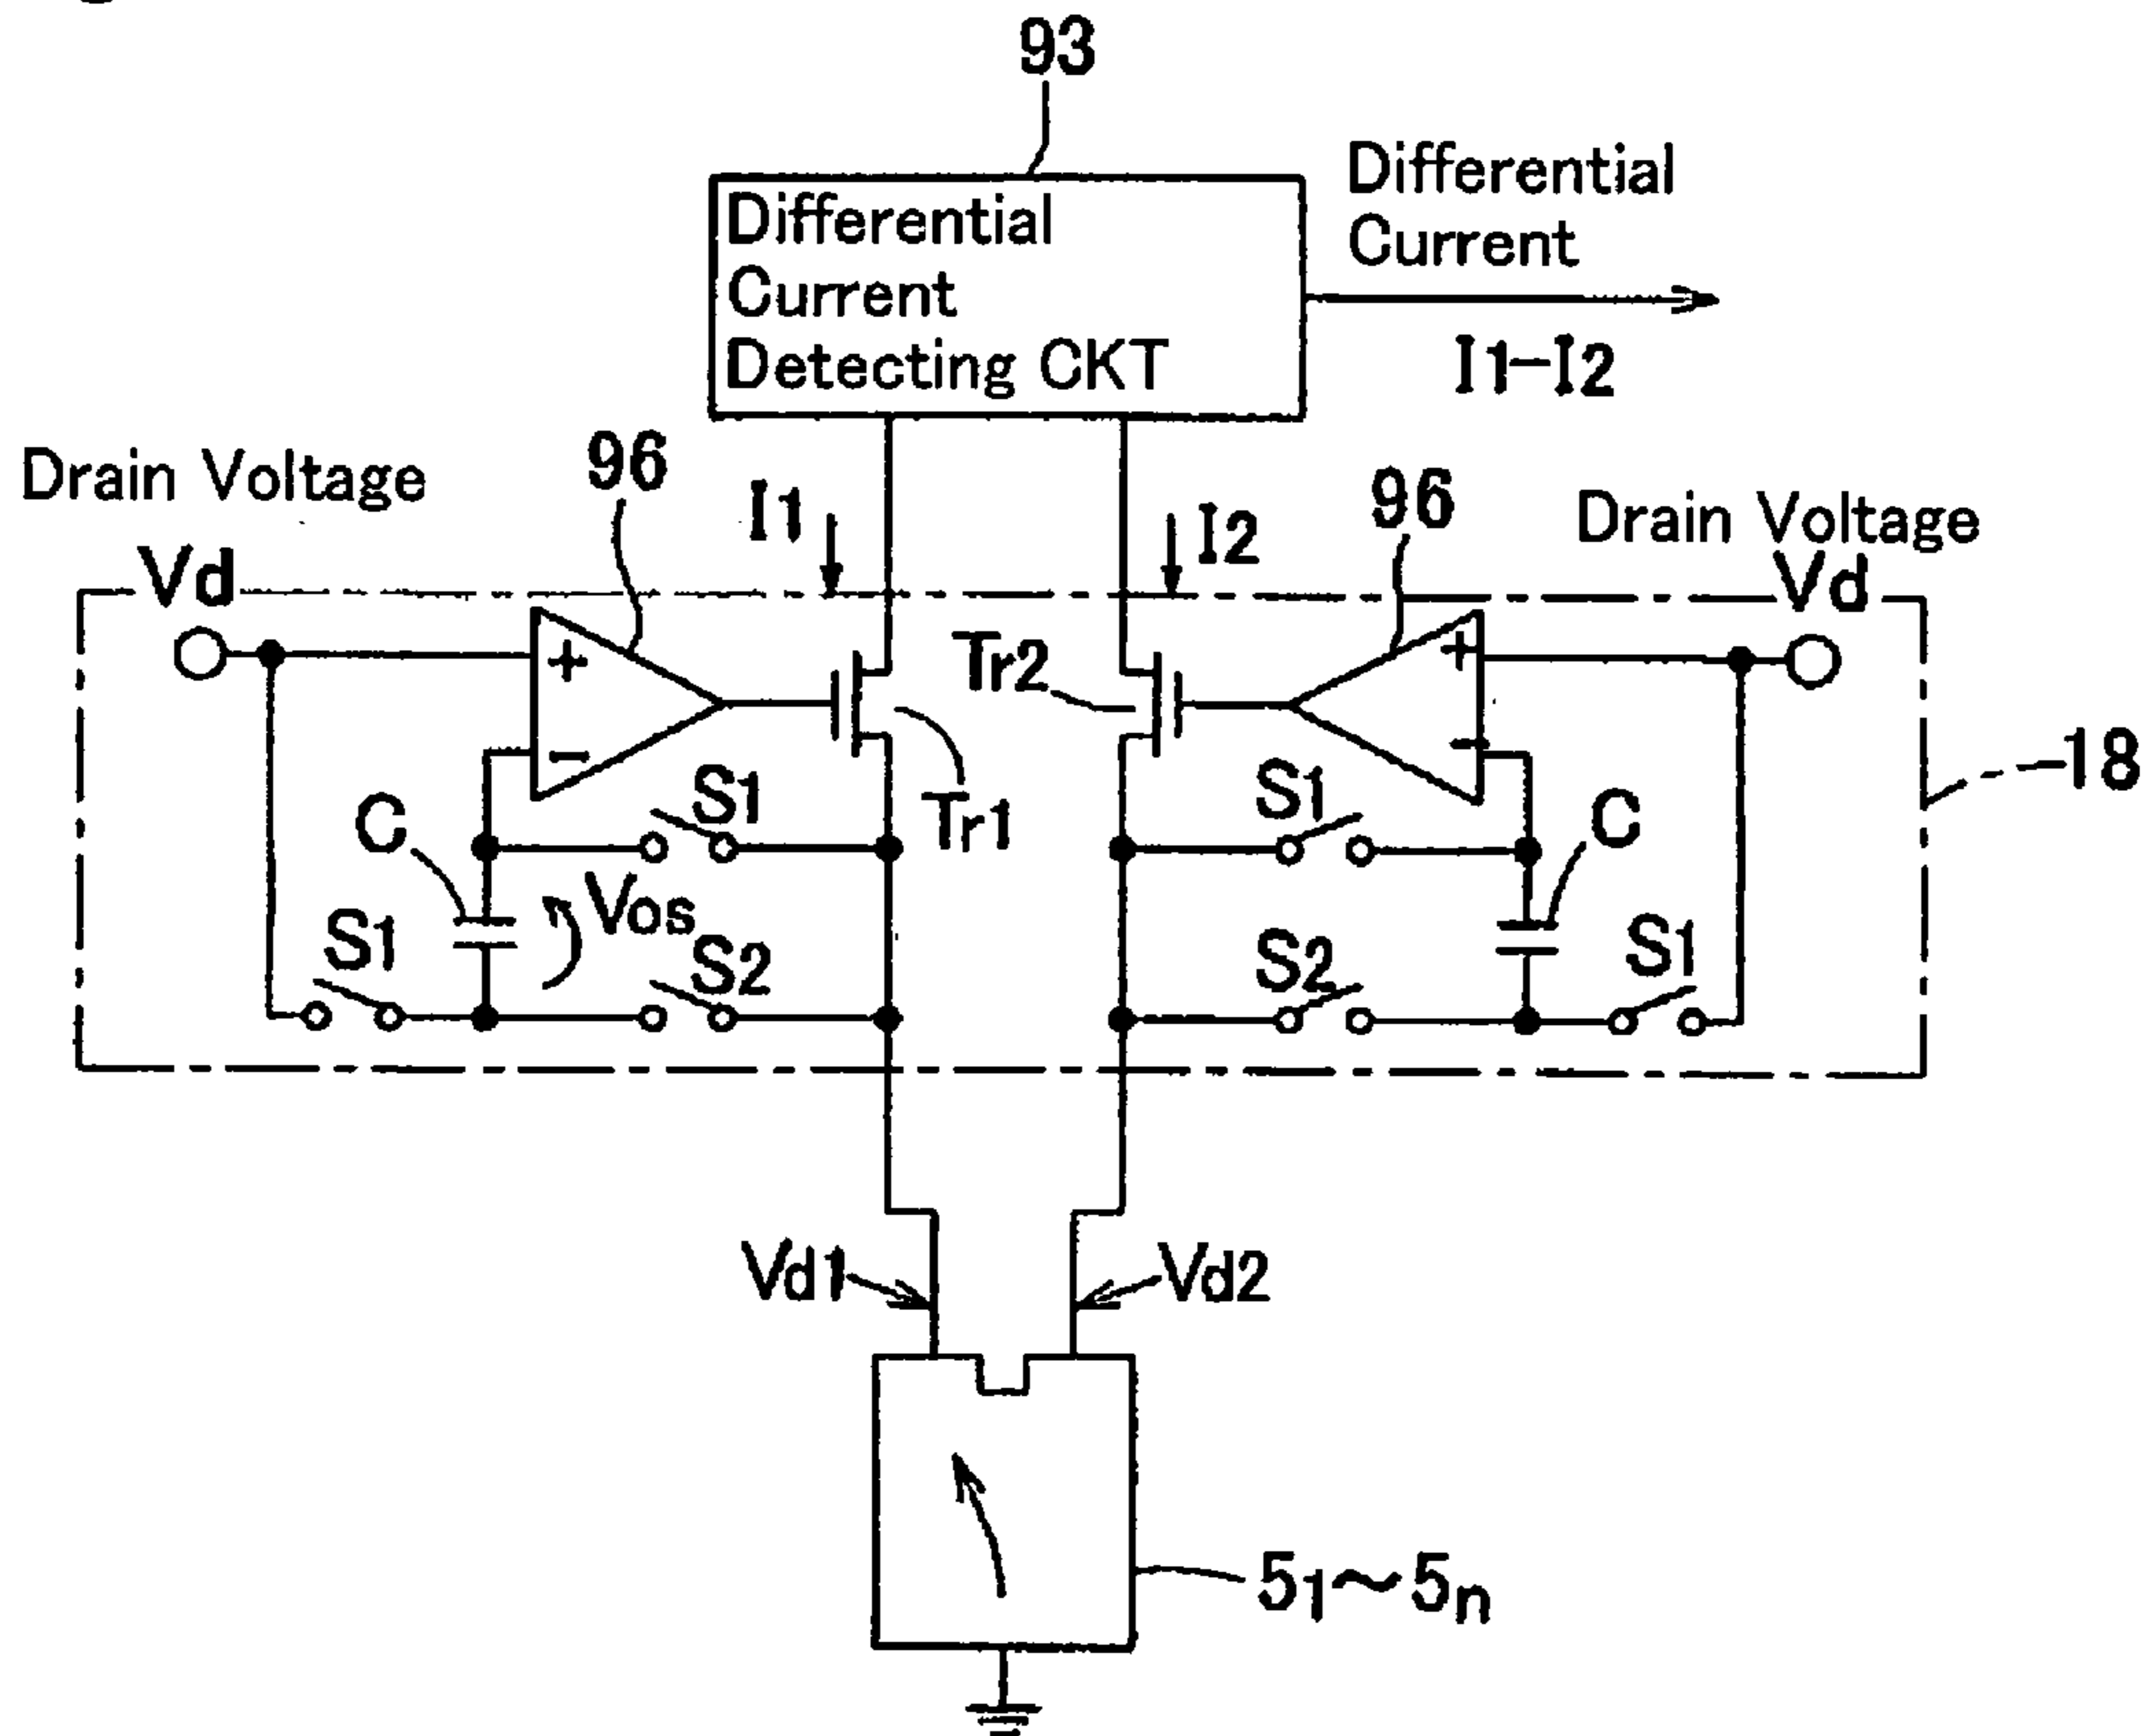 93
Differential
Current
Detecting CKT
Differential
Current
I1-I2
Drain Voltage
Vd
96
I1
I2
96
Drain Voltage
Vd
+
-
Tr1
Tr2
+
-
18
C
S1
Vos
S1
S2
S1
C
S2
S1
Vd1
Vd2
51~5n